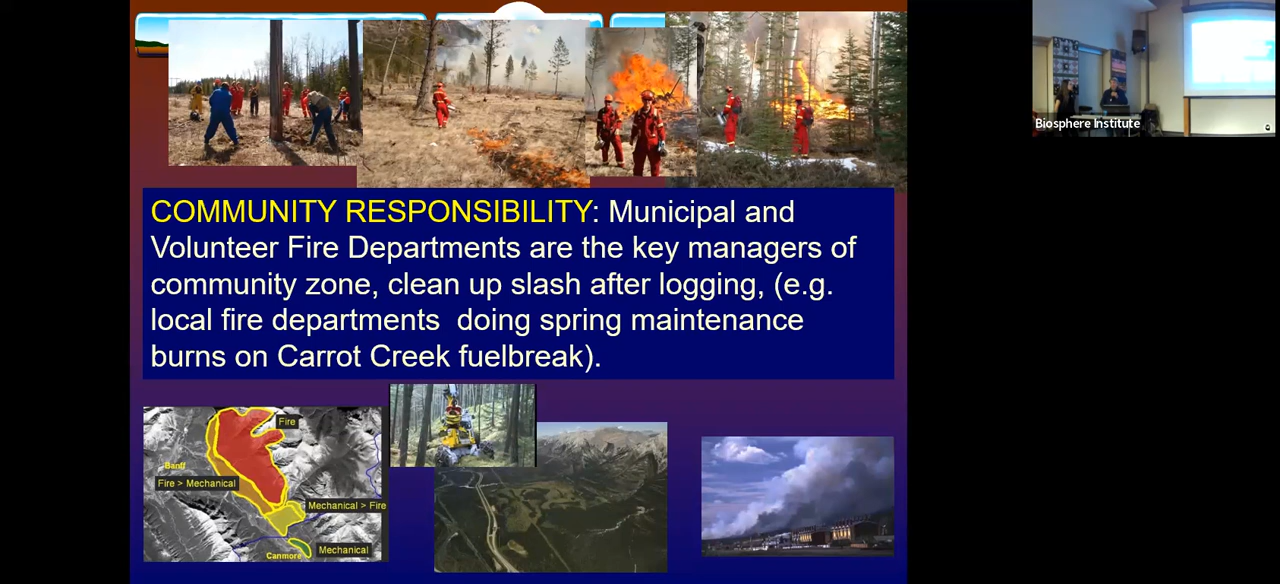 Biosphere Institute
COMMUNITY RESPONSIBILITY: Municipal and
Volunteer Fire Departments are the key managers of
community zone, clean up slash after logging, (e.g.
local fire departments doing spring maintenance
burns on Carrot Creek fuelbreak).
Fire
Banff
Fire > Mechanical
Mechanical > Fire
Canmore
Mechanical